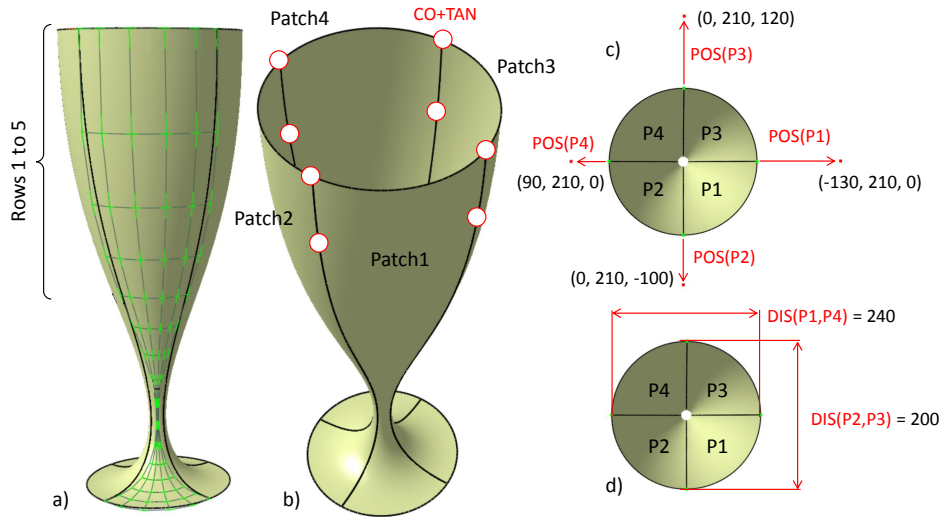 Rows 1 to 5
a)
Patch4
CO+TAN
Patch3
Patch2
Patch1
b)
c)
(0, 210, 120)
POS(P3)
P4 P3
POS(P4)
POS(P1)
(90, 210, 0)
(-130, 210, 0)
P2 P1
POS(P2)
(0, 210, -100)
DIS(P1,P4) = 240
P4 P3
DIS(P2,P3) = 200
P2 P1
d)